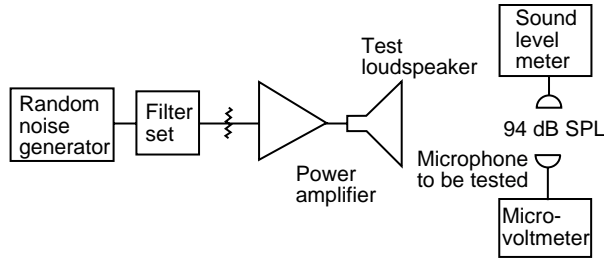 Random
noise
generator
Filter
set
Power
amplifier
Test
loudspeaker
Sound
level
meter
94 dB SPL
Microphone
to be tested
Micro-
voltmeter